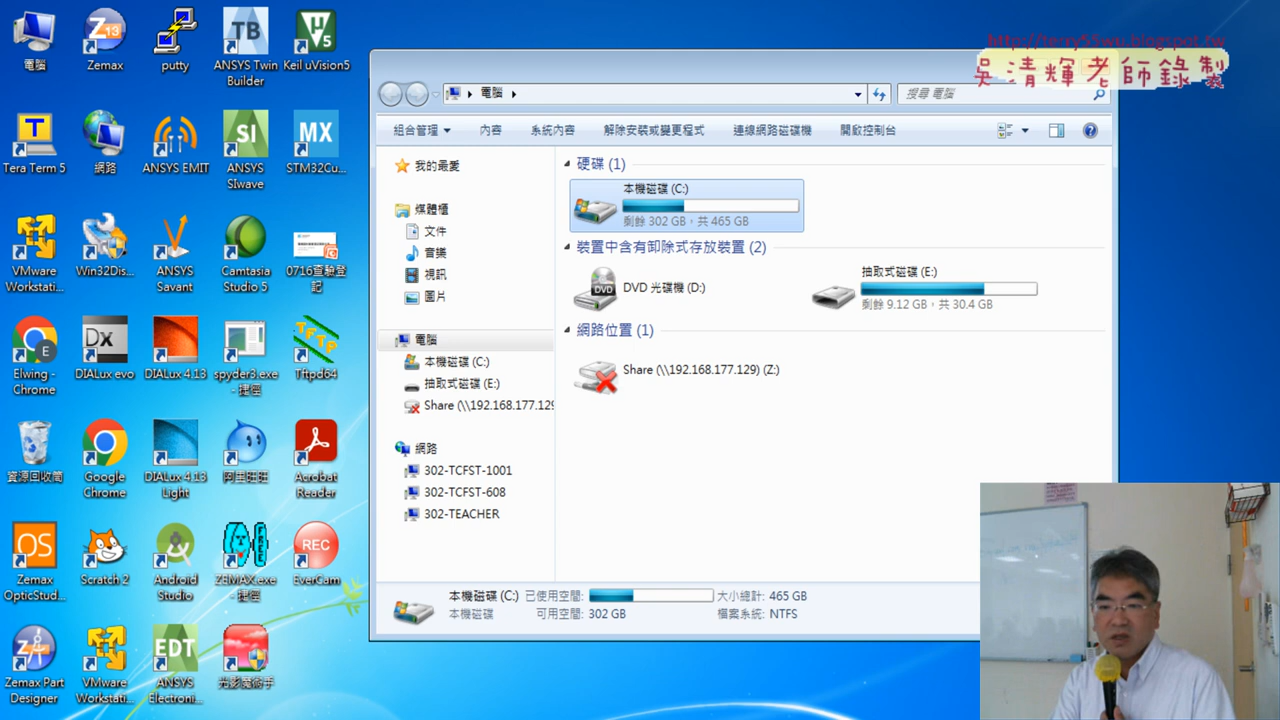 電腦
Zemax
putty
ANSYS Twin
Builder
Keil uVision5
Tera Term 5
網路
ANSYS EMIT
ANSYS
SIwave
STM32Cu...
VMware
Workstati...
Win32Dis...
ANSYS
Savant
Camtasia
Studio 5
0716查驗登
記
Elwing -
Chrome
DIALux evo
DIALux 4.13
spyder3.exe
- 捷徑
Tftpd64
資源回收筒
Google
Chrome
DIALux 4.13
Light
阿里旺旺
Acrobat
Reader
Zemax
OpticStud...
Scratch 2
Android
Studio
ZEMAX.exe
- 捷徑
EverCam
Zemax Part
Designer
VMware
Workstati...
ANSYS
Electroni...
光影魔術手
http://terry55wu.blogspot.tw
吳清輝老師錄製
電腦
搜尋 電腦
組合管理 內容 系統內容 解除安裝或變更程式 連線網路磁碟機 開啟控制台
我的最愛
媒體櫃
文件
音樂
視訊
圖片
電腦
本機磁碟 (C:)
抽取式磁碟 (E:)
Share (\\192.168.177.129
網路
302-TCFST-1001
302-TCFST-608
302-TEACHER
硬碟 (1)
本機磁碟 (C:)
剩餘 302 GB，共 465 GB
裝置中含有卸除式存放裝置 (2)
DVD 光碟機 (D:)
抽取式磁碟 (E:)
剩餘 9.12 GB，共 30.4 GB
網路位置 (1)
Share (\\192.168.177.129) (Z:)
本機磁碟 (C:) 已使用空間: 大小總計: 465 GB
本機磁碟 可用空間: 302 GB 檔案系統: NTFS